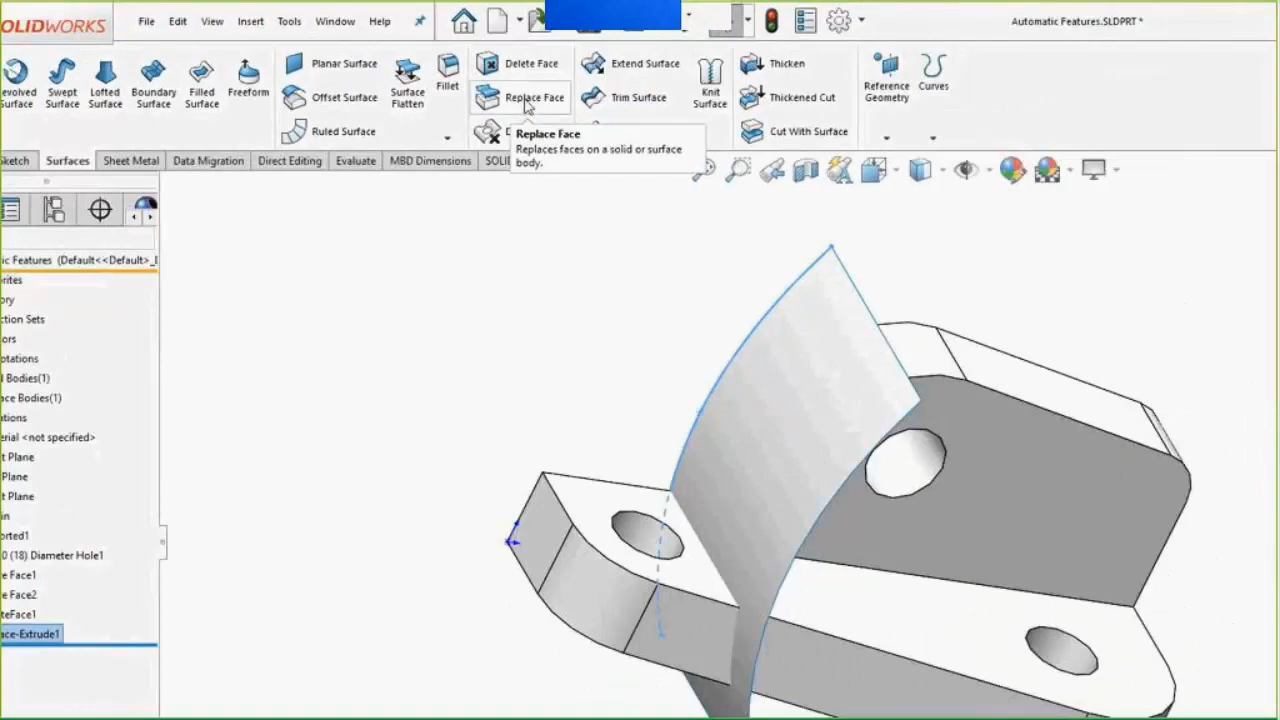 OLIDWORKS
File Edit View Insert Tools Window Help
Automatic Features.SLDPRT *
evolved Surface
Swept Surface
Lofted Surface
Boundary Surface
Filled Surface
Freeform
Planar Surface
Offset Surface
Ruled Surface
Surface Flatten
Fillet
Delete Face
Replace Face
Extend Surface
Trim Surface
Knit Surface
Thicken
Thickened Cut
Cut With Surface
Reference Geometry
Curves
Replace Face
Replaces faces on a solid or surface
body.
Sketch Surfaces Sheet Metal Data Migration Direct Editing Evaluate MBD Dimensions SOLI
ic Features (Default<<Default>_
rites
ory
ction Sets
ors
otations
d Bodies(1)
ace Bodies(1)
ations
erial <not specified>
t Plane
Plane
t Plane
in
orted1
0 (18) Diameter Hole1
e Face1
e Face2
teFace1
ace-Extrude1